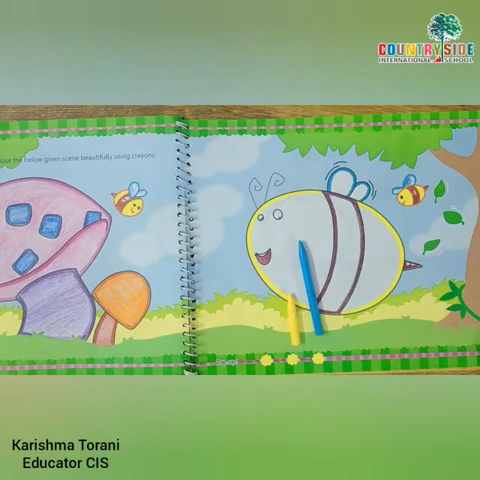 COUNTRY SIDE
INTERNATIONAL SCHOOL
our the below given scene beautifully using crayons.
Karishma Torani
Educator CIS